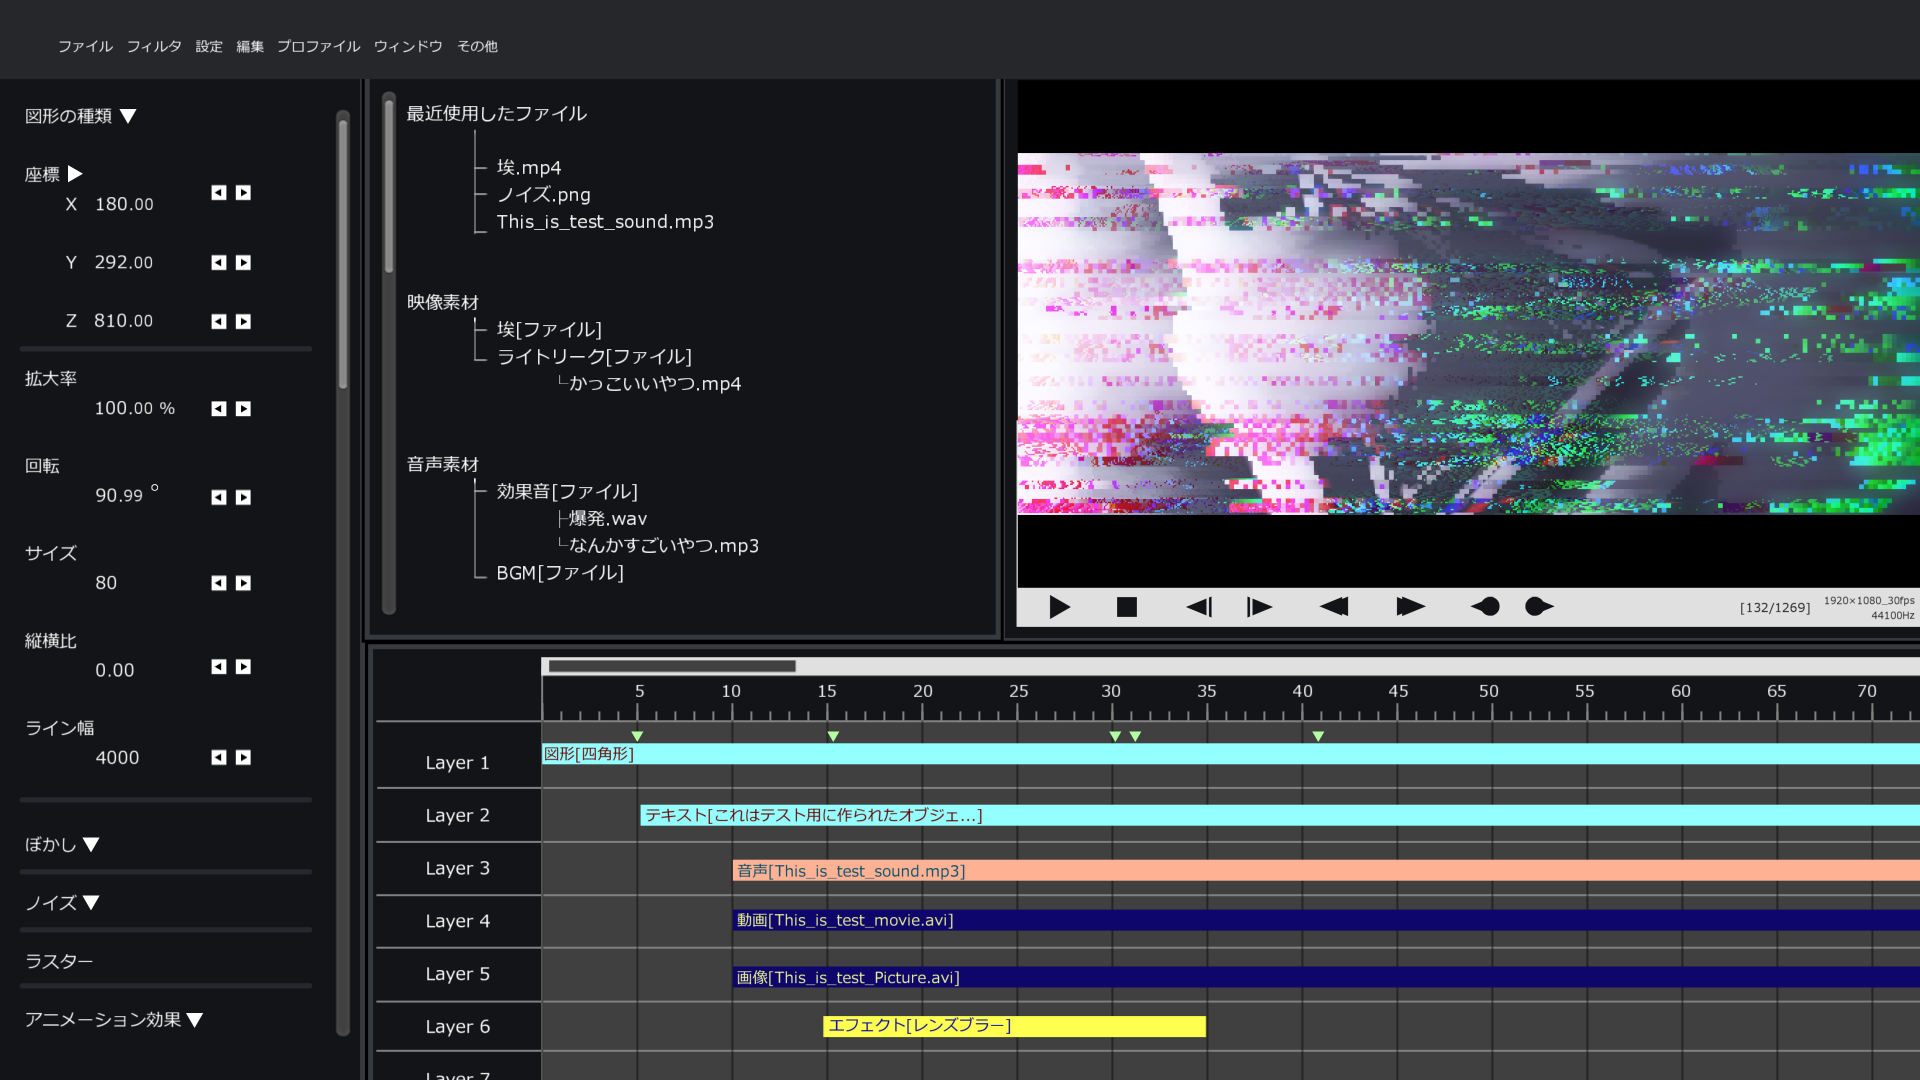 ファイル フィルタ 設定 編集 プロファイル ウィンドウ その他
図形の種類
座標
X 180.00
Y 292.00
Z 810.00
拡大率
100.00 %
回転
90.99 °
サイズ
80
縦横比
0.00
ライン幅
4000
ぼかし
ノイズ
ラスター
アニメーション効果
最近使用したファイル
埃.mp4
ノイズ.png
This_is_test_sound.mp3
映像素材
埃[ファイル]
ライトリーク[ファイル]
かっこいいやつ.mp4
音声素材
効果音[ファイル]
爆発.wav
なんかすごいやつ.mp3
BGM[ファイル]
[132/1269]
1920×1080_30fps
44100Hz
5 10 15 20 25 30 35 40 45 50 55 60 65 70
Layer 1
図形[四角形]
Layer 2
テキスト[これはテスト用に作られたオブジェ...]
Layer 3
音声[This_is_test_sound.mp3]
Layer 4
動画[This_is_test_movie.avi]
Layer 5
画像[This_is_test_Picture.avi]
Layer 6
エフェクト[レンズブラー]
Layer 7